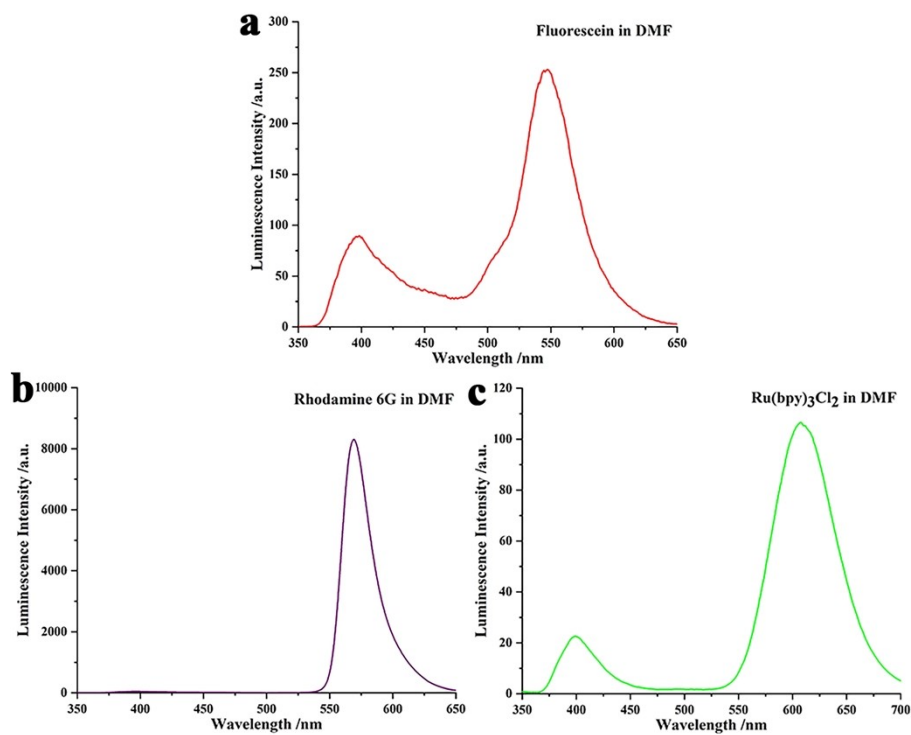 a
Fluorescein in DMF
Luminescence Intensity /a.u.
300
250
200
150
100
50
0
350 400 450 500 550 600 650
Wavelength /nm
b
Rhodamine 6G in DMF
Luminescence Intensity /a.u.
10000
8000
6000
4000
2000
0
350 400 450 500 550 600 650
Wavelength /nm
c
Ru(bpy)₃Cl₂ in DMF
Luminescence Intensity /a.u.
120
100
80
60
40
20
0
350 400 450 500 550 600 650 700
Wavelength /nm